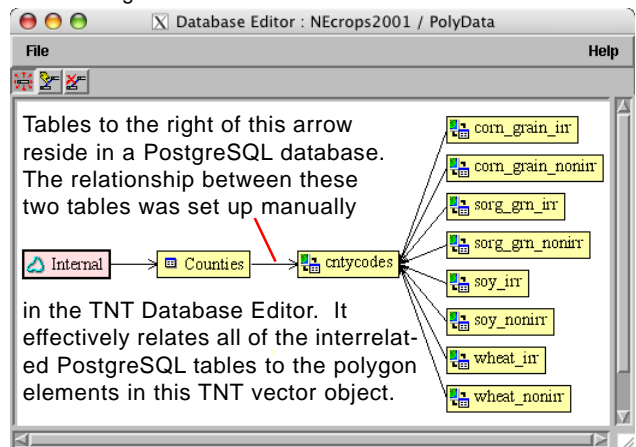 Database Editor : NEcrops2001 / PolyData
File Help
Tables to the right of this arrow
reside in a PostgreSQL database.
The relationship between these
two tables was set up manually
Internal Counties cntycodes
in the TNT Database Editor. It
effectively relates all of the interrelat-
ed PostgreSQL tables to the polygon
elements in this TNT vector object.
corn_grain_irr
corn_grain_nonirr
sorg_grn_irr
sorg_grn_nonirr
soy_irr
soy_nonirr
wheat_irr
wheat_nonirr